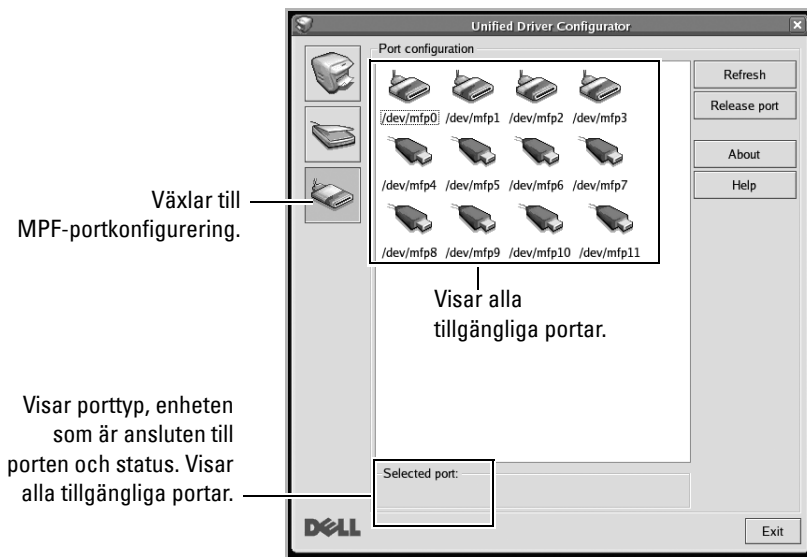 Unified Driver Configurator
Port configuration
/dev/mfp0 /dev/mfp1 /dev/mfp2 /dev/mfp3
/dev/mfp4 /dev/mfp5 /dev/mfp6 /dev/mfp7
/dev/mfp8 /dev/mfp9 /dev/mfp10 /dev/mfp11
Refresh
Release port
About
Help
Växlar till
MPF-portkonfigurering.
Visar alla
tillgängliga portar.
Visar porttyp, enheten
som är ansluten till
porten och status. Visar
alla tillgängliga portar.
Selected port:
DELL
Exit